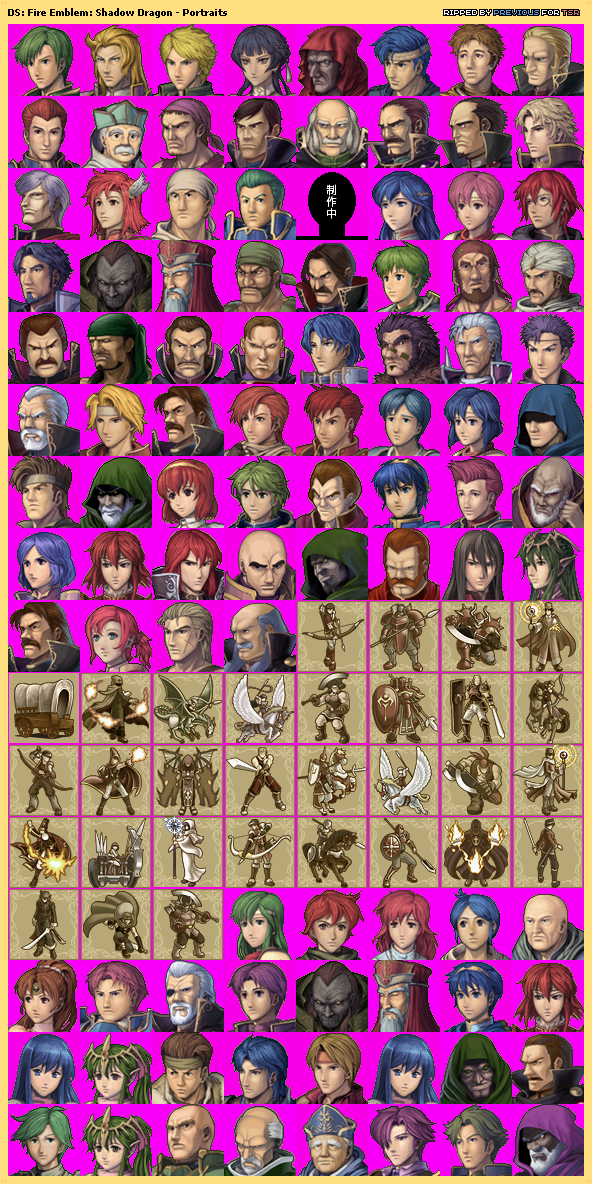 DS: Fire Emblem: Shadow Dragon - Portraits
RIPPED BY PREVIOUS FOR TSR
制
作
中